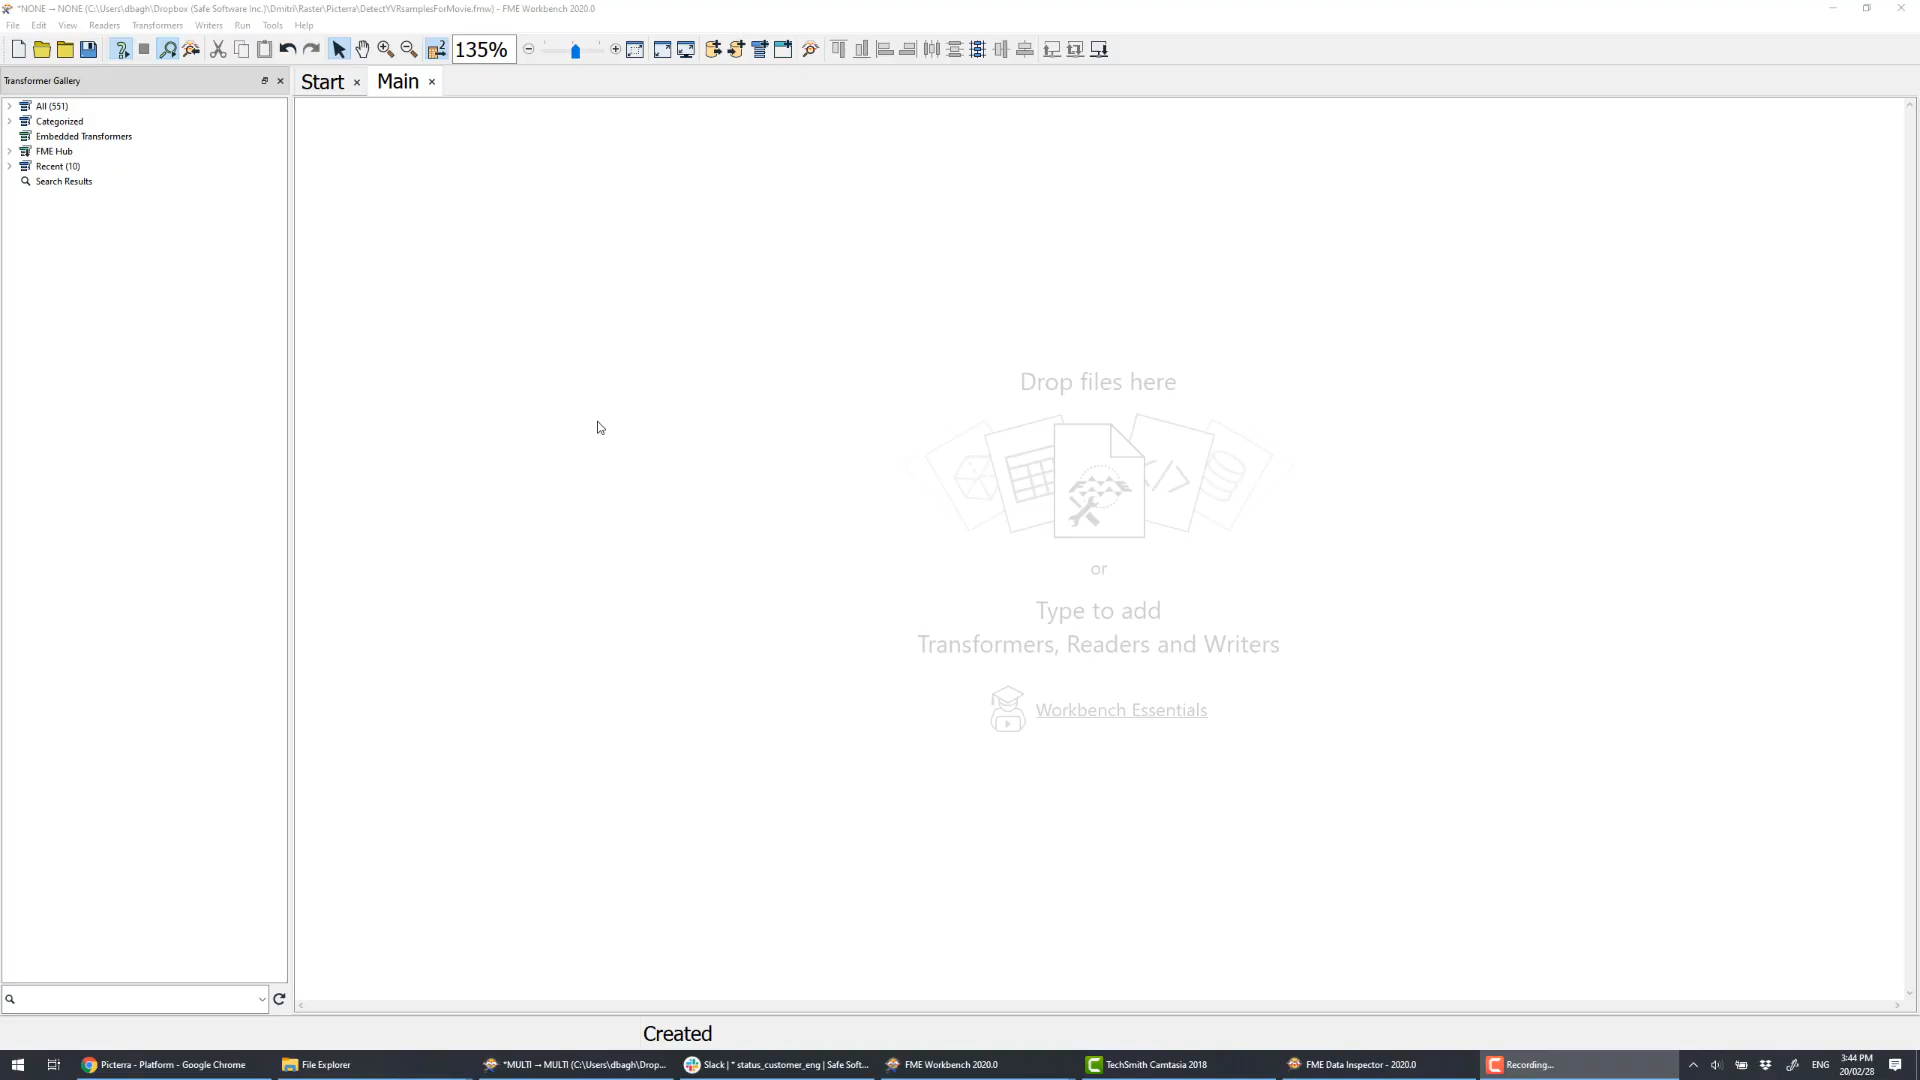 *NONE → NONE (C:\Users\dbagh\Dropbox (Safe Software Inc.)\Dmitri\Raster\Picterra\DetectYVRsamplesForMovie.fmw) - FME Workbench 2020.0
File Edit View Readers Transformers Writers Run Tools Help
135%
Transformer Gallery
Start
Main
All (551)
Categorized
Embedded Transformers
FME Hub
Recent (10)
Search Results
Drop files here
or
Type to add
Transformers, Readers and Writers
Workbench Essentials
Created
Picterra - Platform - Google Chrome
File Explorer
*MULTI → MULTI (C:\Users\dbagh\Drop...
Slack | * status_customer_eng | Safe Soft...
FME Workbench 2020.0
TechSmith Camtasia 2018
FME Data Inspector - 2020.0
Recording...
ENG
3:44 PM
20/02/28